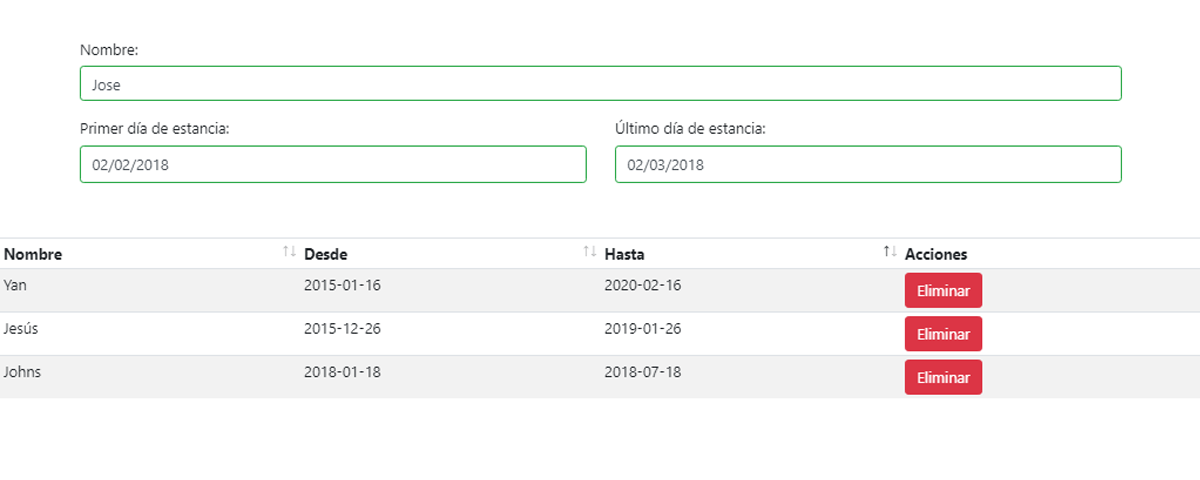 Nombre:
Jose
Primer día de estancia: Último día de estancia:
02/02/2018 02/03/2018
Nombre ↑↓ Desde ↑↓ Hasta ↑↓ Acciones
Yan 2015-01-16 2020-02-16 Eliminar
Jesús 2015-12-26 2019-01-26 Eliminar
Johns 2018-01-18 2018-07-18 Eliminar